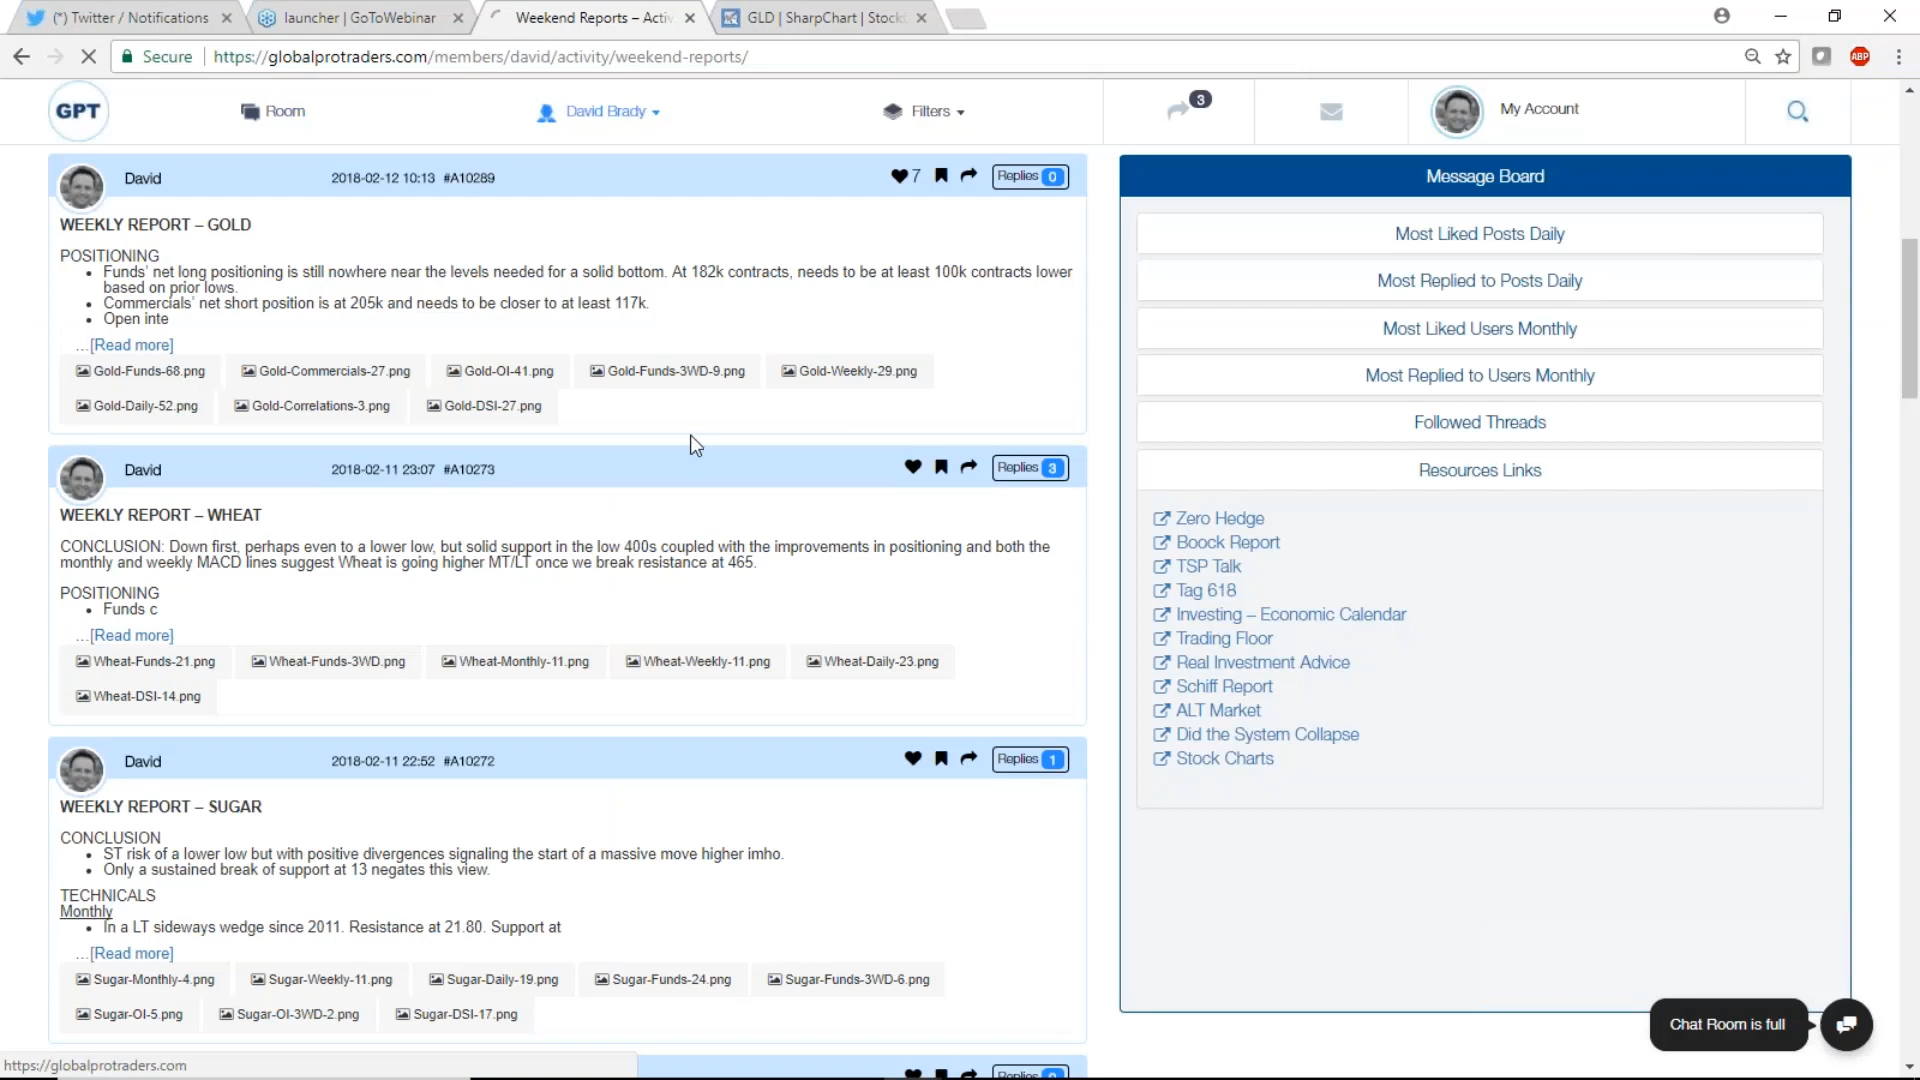 (*) Twitter / Notifications
launcher | GoToWebinar
Weekend Reports – Activ
GLD | SharpChart | Stock
Secure
https://globalprotraders.com/members/david/activity/weekend-reports/
ABP
GPT
Room
David Brady
Filters
3
My Account
David
2018-02-12 10:13 #A10289
7
Replies 0
WEEKLY REPORT – GOLD
POSITIONING
Funds' net long positioning is still nowhere near the levels needed for a solid bottom. At 182k contracts, needs to be at least 100k contracts lower
based on prior lows.
Commercials' net short position is at 205k and needs to be closer to at least 117k.
Open inte
…[Read more]
Gold-Funds-68.png
Gold-Commercials-27.png
Gold-OI-41.png
Gold-Funds-3WD-9.png
Gold-Weekly-29.png
Gold-Daily-52.png
Gold-Correlations-3.png
Gold-DSI-27.png
David
2018-02-11 23:07 #A10273
Replies 3
WEEKLY REPORT – WHEAT
CONCLUSION: Down first, perhaps even to a lower low, but solid support in the low 400s coupled with the improvements in positioning and both the
monthly and weekly MACD lines suggest Wheat is going higher MT/LT once we break resistance at 465.
POSITIONING
Funds c
…[Read more]
Wheat-Funds-21.png
Wheat-Funds-3WD.png
Wheat-Monthly-11.png
Wheat-Weekly-11.png
Wheat-Daily-23.png
Wheat-DSI-14.png
David
2018-02-11 22:52 #A10272
Replies 1
WEEKLY REPORT – SUGAR
CONCLUSION
ST risk of a lower low but with positive divergences signaling the start of a massive move higher imho.
Only a sustained break of support at 13 negates this view.
TECHNICALS
Monthly
In a LT sideways wedge since 2011. Resistance at 21.80. Support at
…[Read more]
Sugar-Monthly-4.png
Sugar-Weekly-11.png
Sugar-Daily-19.png
Sugar-Funds-24.png
Sugar-Funds-3WD-6.png
Sugar-OI-5.png
Sugar-OI-3WD-2.png
Sugar-DSI-17.png
Replies
https://globalprotraders.com
Message Board
Most Liked Posts Daily
Most Replied to Posts Daily
Most Liked Users Monthly
Most Replied to Users Monthly
Followed Threads
Resources Links
Zero Hedge
Boock Report
TSP Talk
Tag 618
Investing – Economic Calendar
Trading Floor
Real Investment Advice
Schiff Report
ALT Market
Did the System Collapse
Stock Charts
Chat Room is full